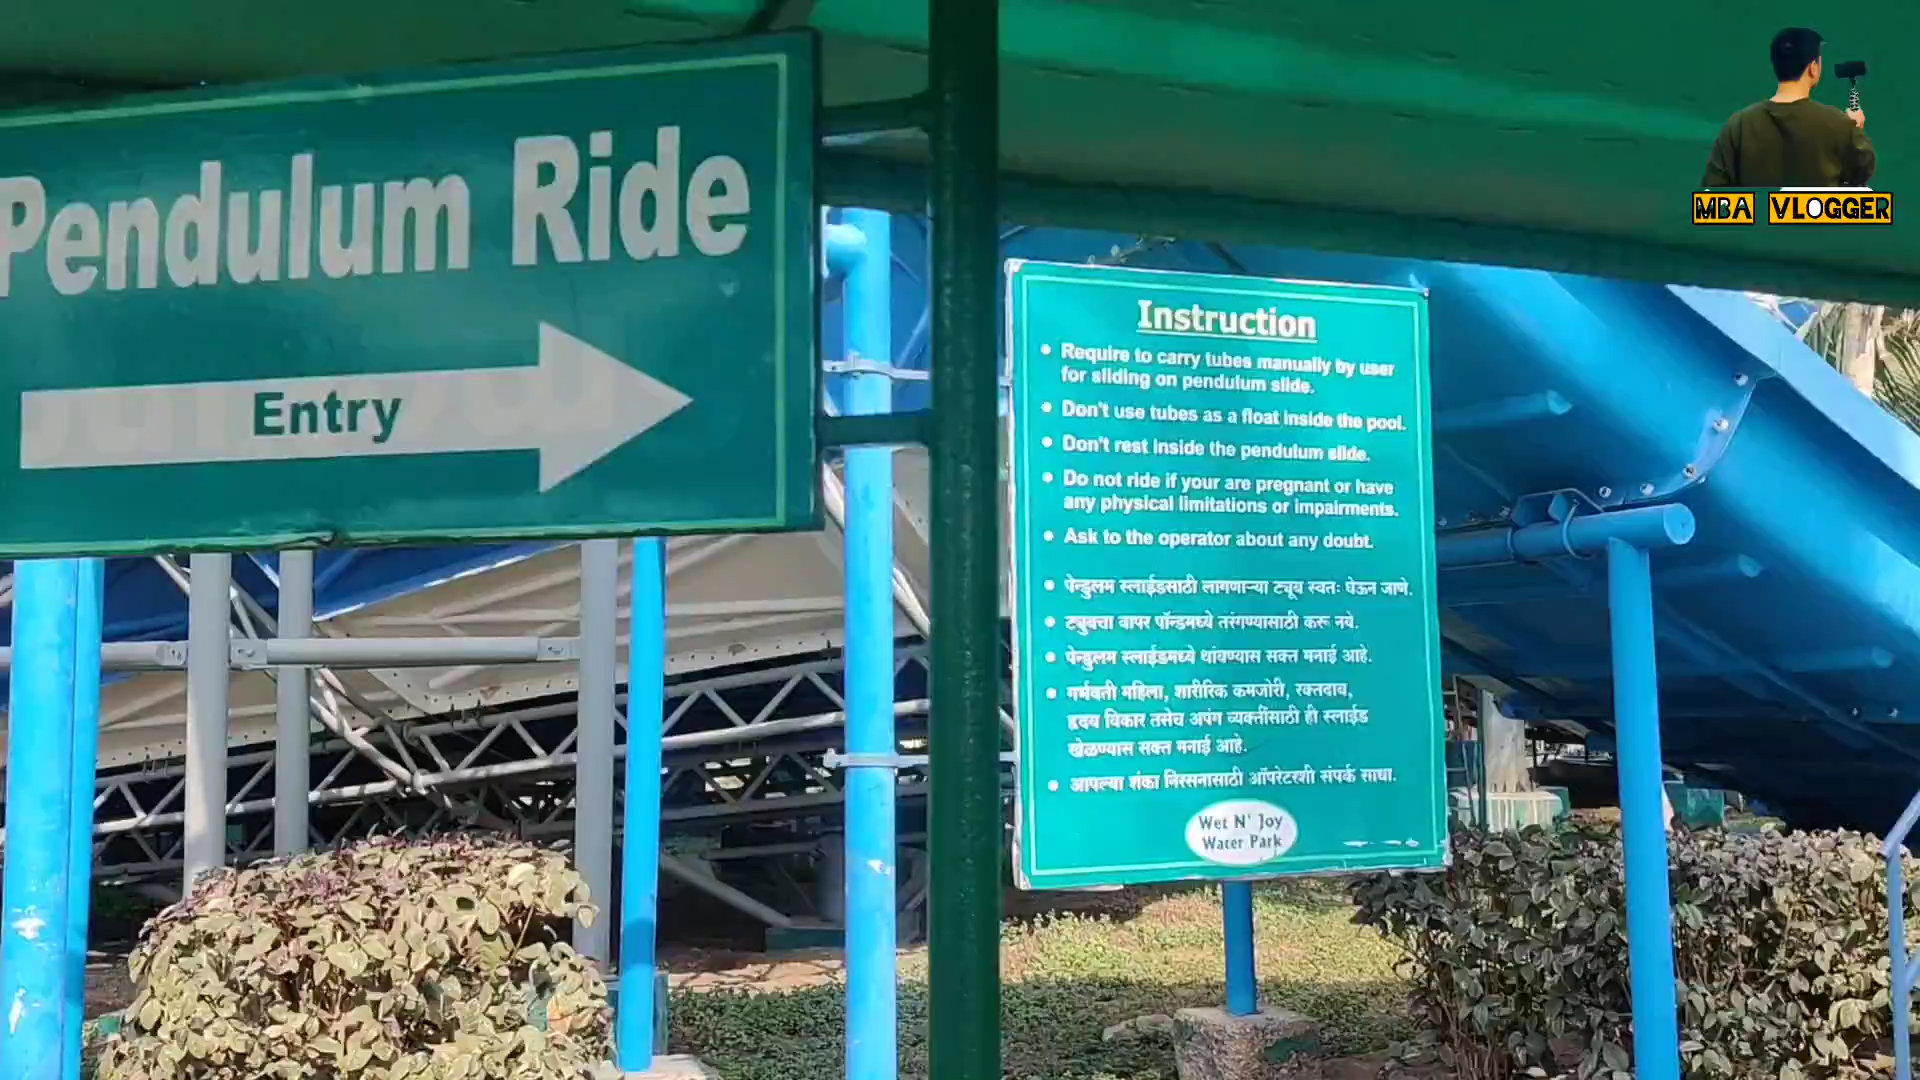 Pendulum Ride
Entry
MBA VLOGGER
Instruction
Require to carry tubes manually by user
for sliding on pendulum slide.
Don't use tubes as a float inside the pool.
Don't rest inside the pendulum slide.
Do not ride if your are pregnant or have
any physical limitations or impairments.
Ask to the operator about any doubt.
पेन्डुलम स्लाईडसाठी लागणाऱ्या ट्यूब स्वतः घेऊन जाणे.
ट्युबचा वापर पॉन्डमध्ये तरंगण्यासाठी करू नये.
पेन्डुलम स्लाईडमध्ये थांबण्यास सक्त मनाई आहे.
गर्भवती महिला, शारीरिक कमजोरी, रक्तदाब,
हृदय विकार तसेच अपंग व्यक्तींसाठी ही स्लाईड
खेळण्यास सक्त मनाई आहे.
आपल्या शंका निरसनासाठी ऑपरेटरशी संपर्क साधा.
Wet N' Joy
Water Park